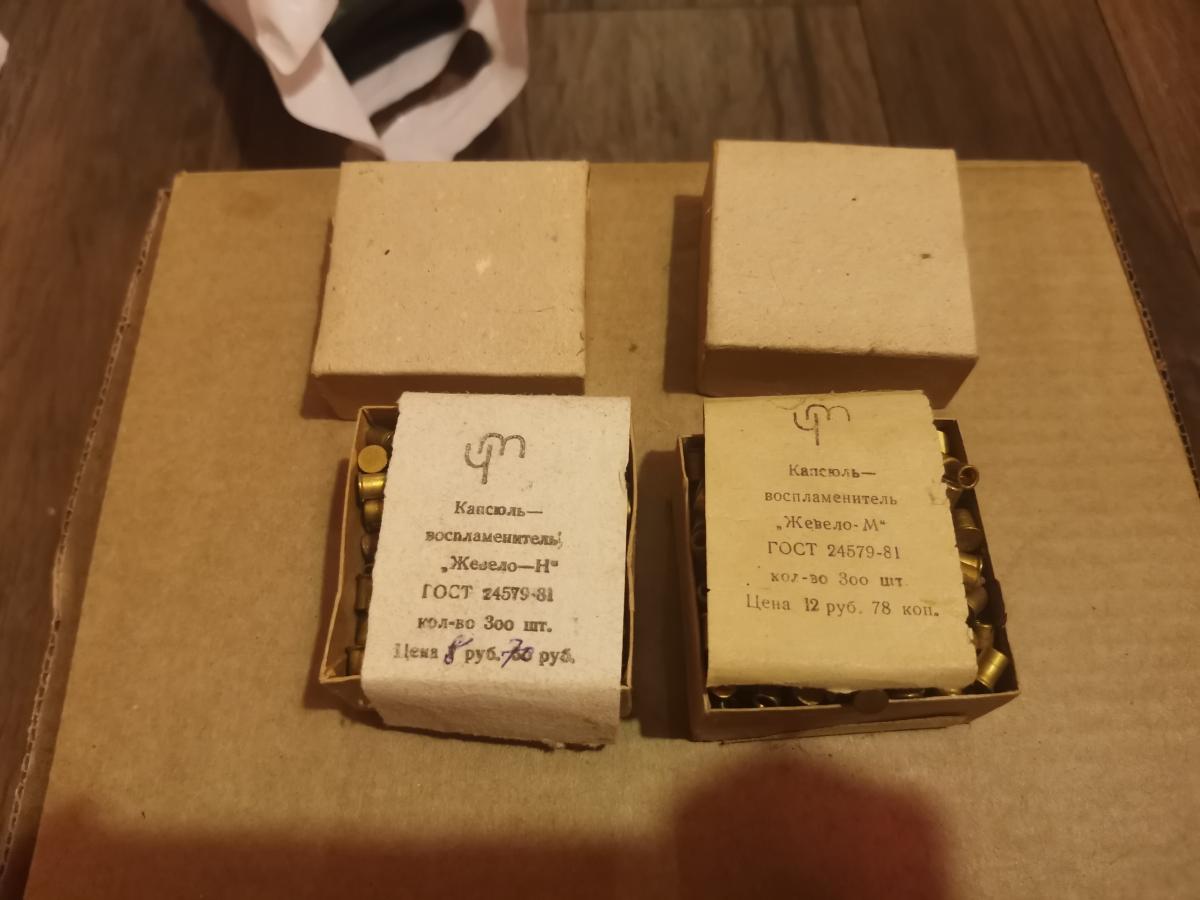 Капсюль—
воспламенитель
„Жевело—Н“
ГОСТ 24579-81
кол-во 300 шт.
Цена 8 руб. 70 руб.
Капсюль—
воспламенитель
„Жевело-М“
ГОСТ 24579-81
кол-во 300 шт.
Цена 12 руб. 78 коп.